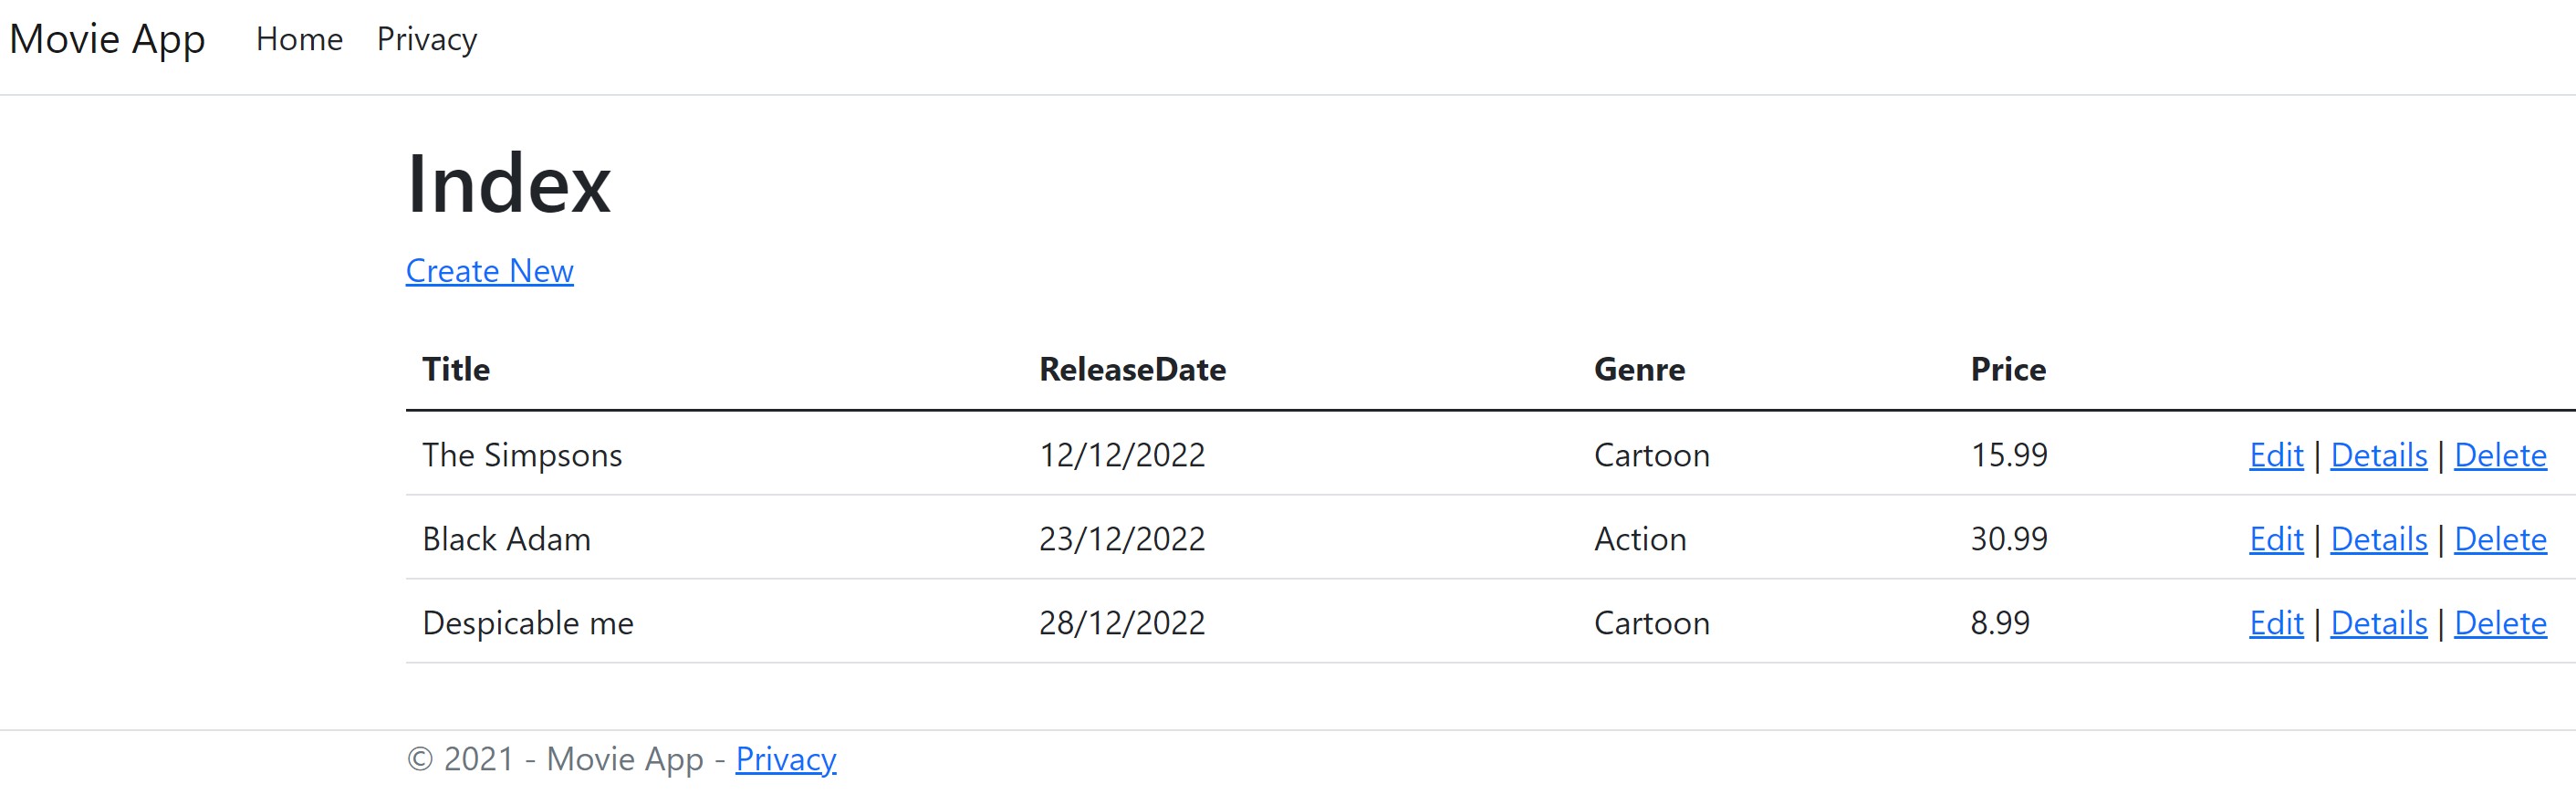 Movie App Home Privacy
Index
Create New
Title ReleaseDate Genre Price
The Simpsons 12/12/2022 Cartoon 15.99 Edit | Details | Delete
Black Adam 23/12/2022 Action 30.99 Edit | Details | Delete
Despicable me 28/12/2022 Cartoon 8.99 Edit | Details | Delete
© 2021 - Movie App - Privacy